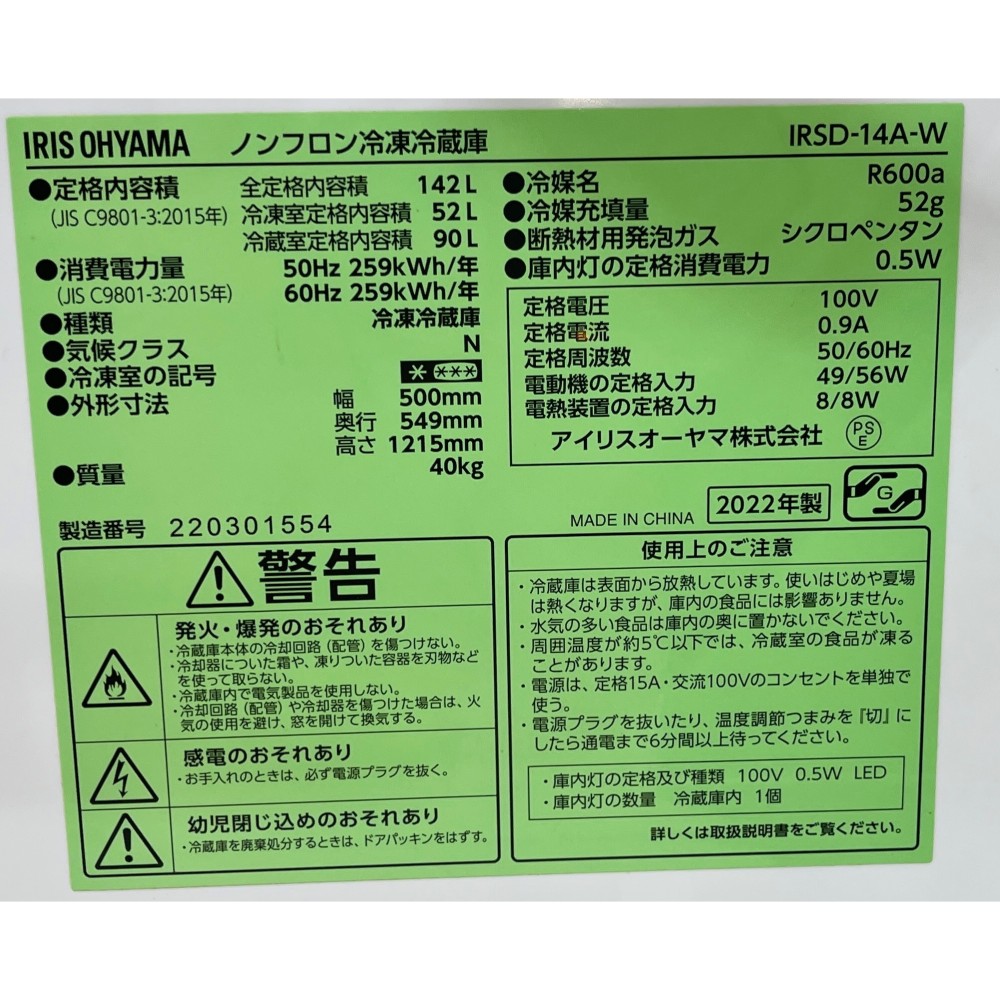 IRIS OHYAMA ノンフロン冷凍冷蔵庫 IRSD-14A-W
●定格内容積 全定格内容積 142L
(JIS C9801-3:2015年) 冷凍室定格内容積 52L
冷蔵室定格内容積 90L
●消費電力量 50Hz 259kWh/年
(JIS C9801-3:2015年) 60Hz 259kWh/年
●種類 冷凍冷蔵庫
●気候クラス N
●冷凍室の記号
●外形寸法 幅 500mm
奥行 549mm
高さ 1215mm
●質量 40kg
製造番号 220301554
●冷媒名 R600a
●冷媒充填量 52g
●断熱材用発泡ガス シクロペンタン
●庫内灯の定格消費電力 0.5W
定格電圧 100V
定格電流 0.9A
定格周波数 50/60Hz
電動機の定格入力 49/56W
電熱装置の定格入力 8/8W
アイリスオーヤマ株式会社 PSE
MADE IN CHINA 2022年製 G
警告
発火・爆発のおそれあり
・冷蔵庫本体の冷却回路(配管)を傷つけない。
・冷却器についた霜や、凍りついた容器を刃物など
を使って取らない。
・冷蔵庫内で電気製品を使用しない。
・冷却回路(配管)や冷却器を傷つけた場合は、火
気の使用を避け、窓を開けて換気する。
感電のおそれあり
・お手入れのときは、必ず電源プラグを抜く。
幼児閉じ込めのおそれあり
・冷蔵庫を廃棄処分するときは、ドアパッキンをはずす。
使用上のご注意
・冷蔵庫は表面から放熱しています。使いはじめや夏場
は熱くなりますが、庫内の食品には影響ありません。
・水気の多い食品は庫内の奥に置かないでください。
・周囲温度が約5℃以下では、冷蔵室の食品が凍る
ことがあります。
・電源は、定格15A・交流100Vのコンセントを単独で
使う。
・電源プラグを抜いたり、温度調節つまみを『切』に
したら通電まで6分間以上待ってください。
・庫内灯の定格及び種類 100V 0.5W LED
・庫内灯の数量 冷蔵庫内 1個
詳しくは取扱説明書をご覧ください。